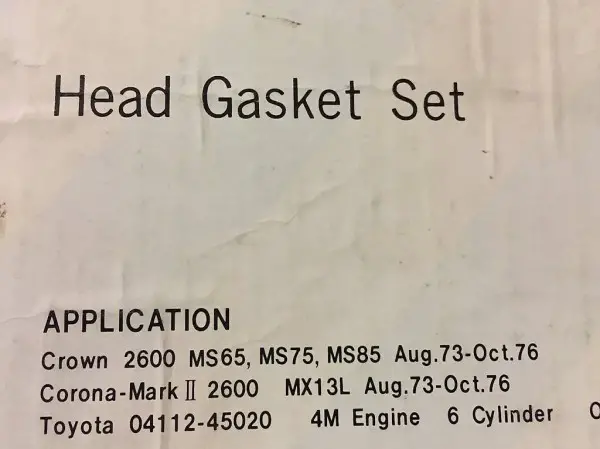 Head Gasket Set
APPLICATION
Crown 2600 MS65, MS75, MS85 Aug.73-Oct.76
Corona-Mark Ⅱ 2600 MX13L Aug.73-Oct.76
Toyota 04112-45020 4M Engine 6 Cylinder